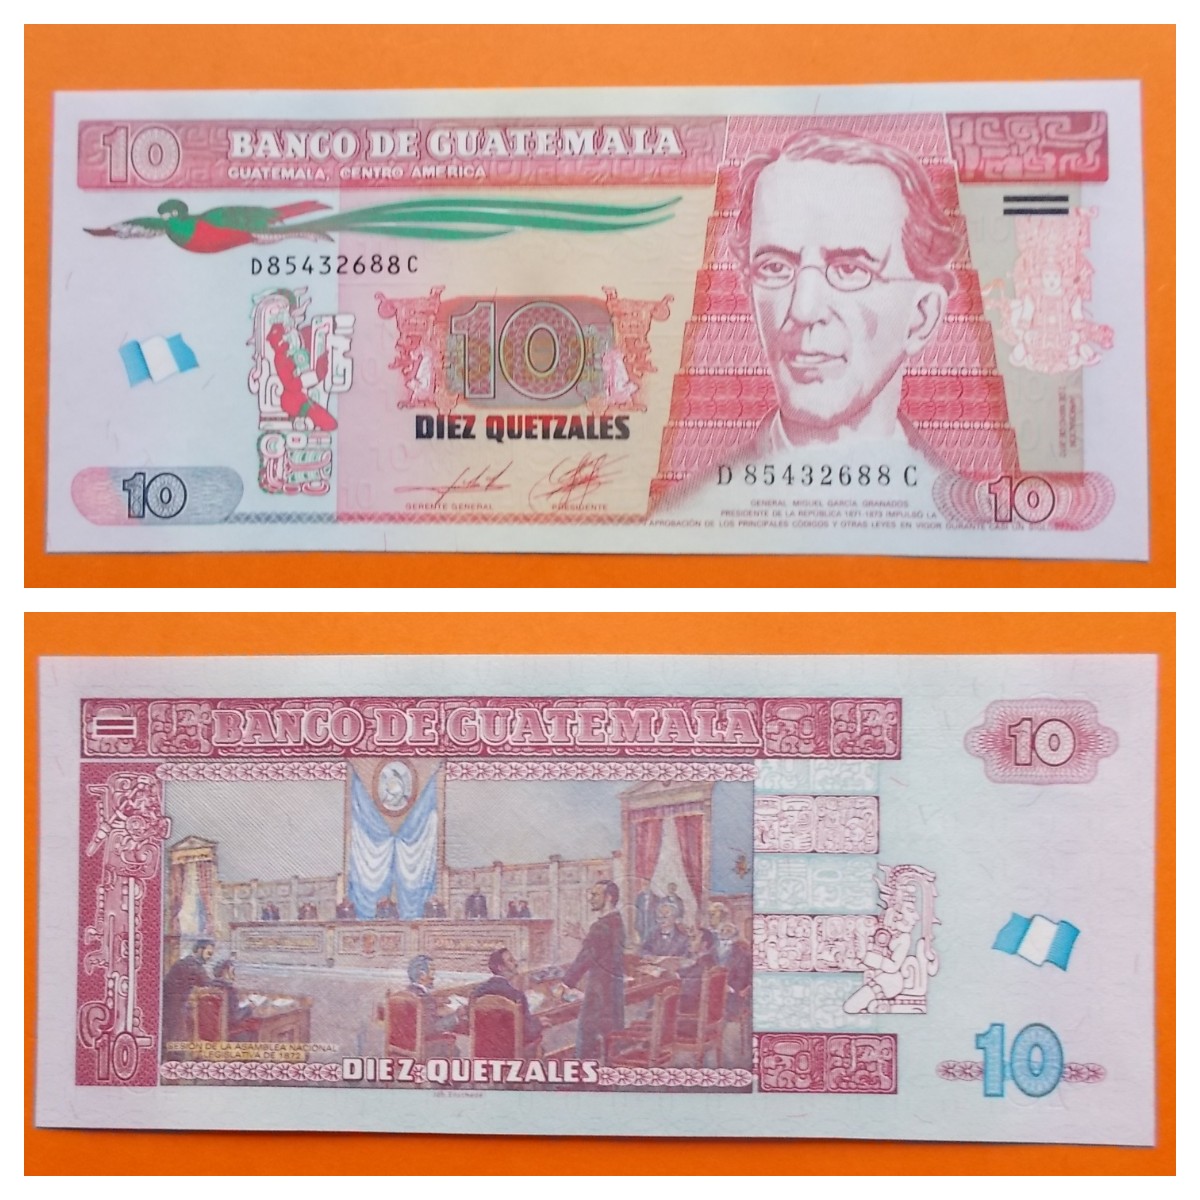 10 BANCO DE GUATEMALA
GUATEMALA, CENTRO AMERICA
D85432688C
10
DIEZ QUETZALES
GERENTE GENERAL
PRESIDENTE
D 85432688 C
GENERAL MIGUEL GARCÍA GRANADOS
PRESIDENTE DE LA REPÚBLICA 1871-1873 IMPULSÓ LA
APROBACIÓN DE LOS PRINCIPALES CÓDIGOS Y OTRAS LEYES EN VIGOR DURANTE CASI UN SIGLO
10
10
BANCO DE GUATEMALA
10
SESIÓN DE LA ASAMBLEA NACIONAL
LEGISLATIVA DE 1872
10
DIEZ QUETZALES
10